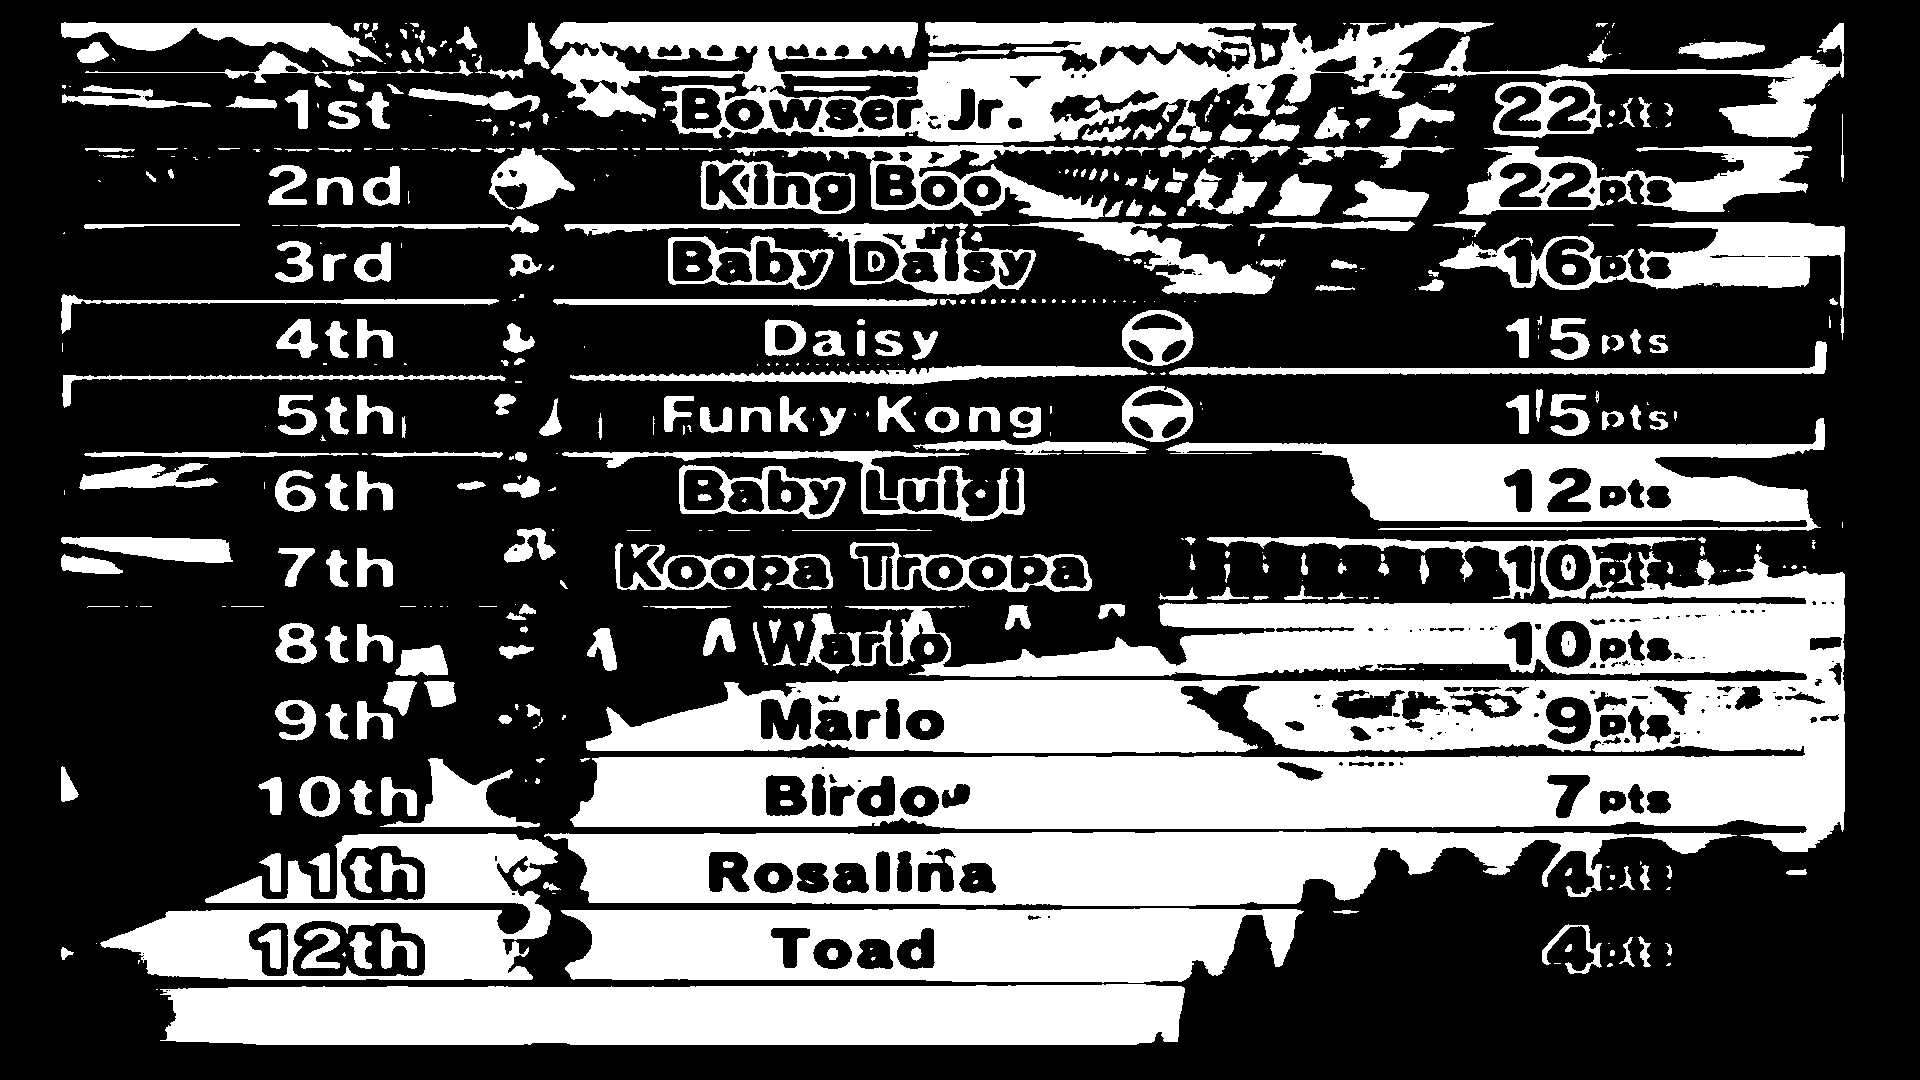 1st Bowser Jr. 22pts
2nd King Boo 22pts
3rd Baby Daisy 16pts
4th Daisy 15pts
5th Funky Kong 15pts
6th Baby Luigi 12pts
7th Koopa Troopa 10pts
8th Wario 10pts
9th Mario 9pts
10th Birdo 7pts
11th Rosalina 4pts
12th Toad 4pts